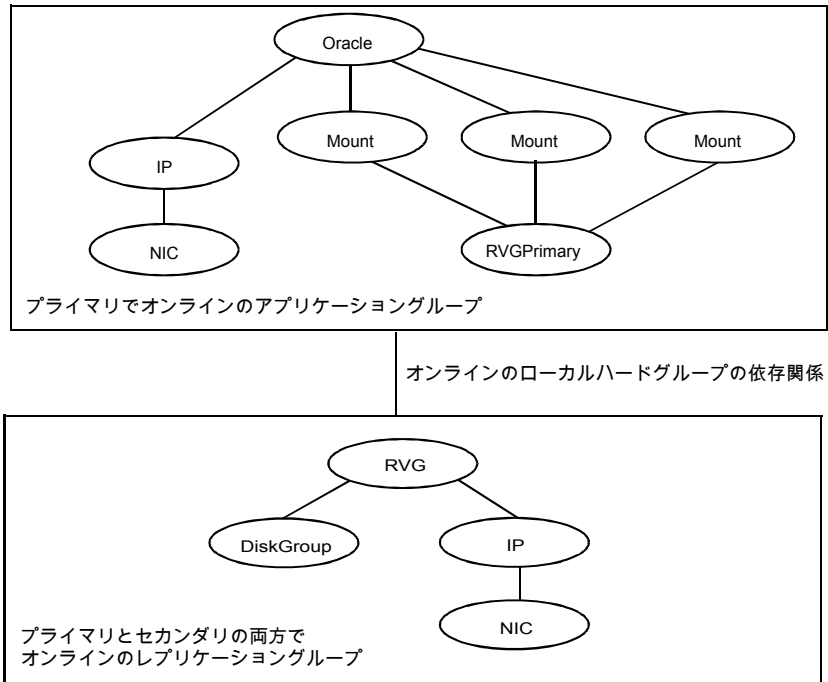 Oracle
Mount
Mount
Mount
IP
NIC
RVGPrimary
プライマリでオンラインのアプリケーショングループ
オンラインのローカルハードグループの依存関係
RVG
DiskGroup
IP
NIC
プライマリとセカンダリの両方で
オンラインのレプリケーショングループ